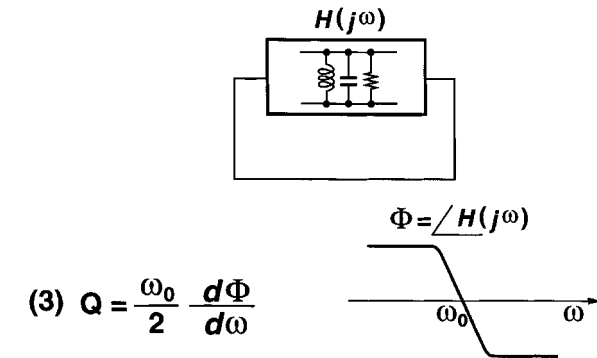 H(jω)
Φ = ∠H(jω)
(3) Q = ω₀/2 dΦ/dω
ω₀
ω